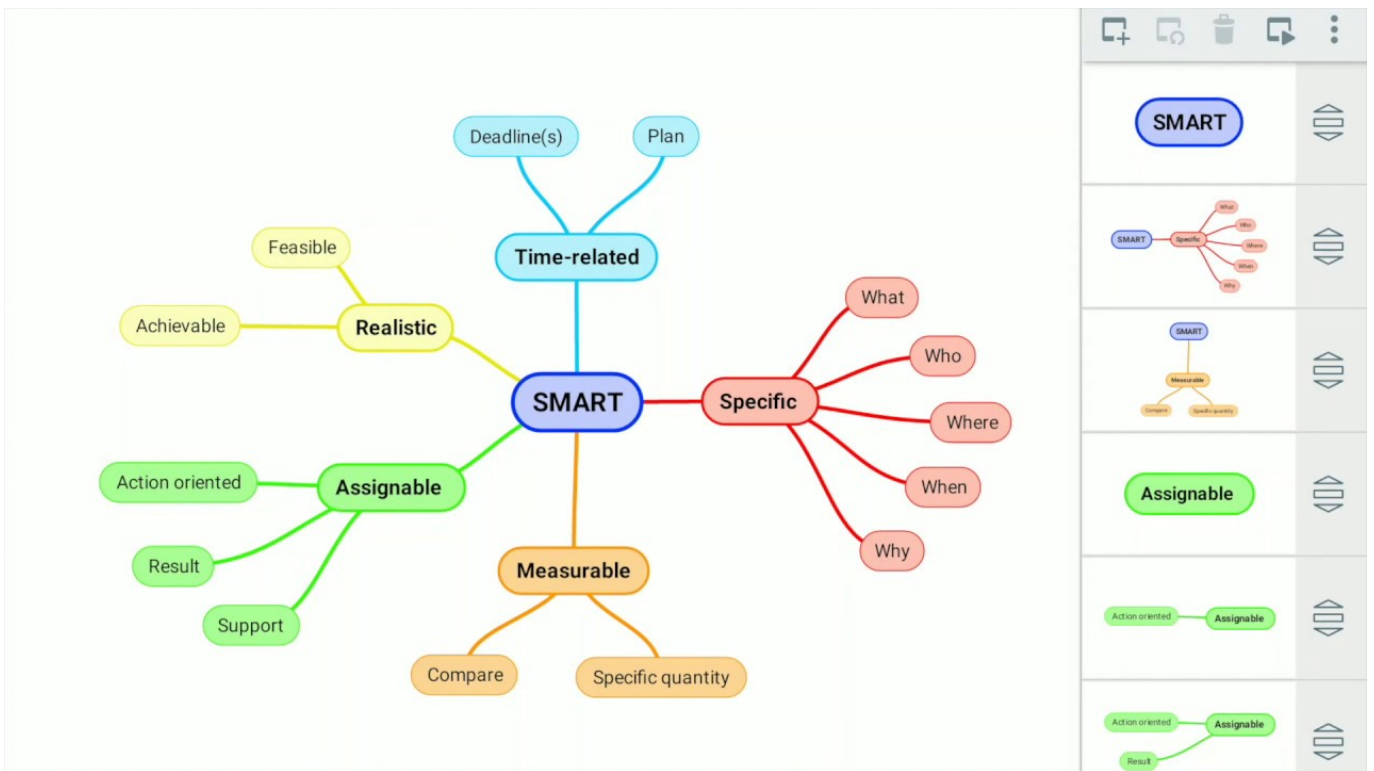 Deadline(s)
Plan
Time-related
Feasible
Achievable
Realistic
SMART
Specific
What
Who
Where
When
Why
Action oriented
Assignable
Result
Support
Measurable
Compare
Specific quantity
SMART
SMART
Specific
What
Who
Where
When
Why
SMART
Measurable
Compare
Specific quantity
Assignable
Action oriented
Assignable
Action oriented
Assignable
Result